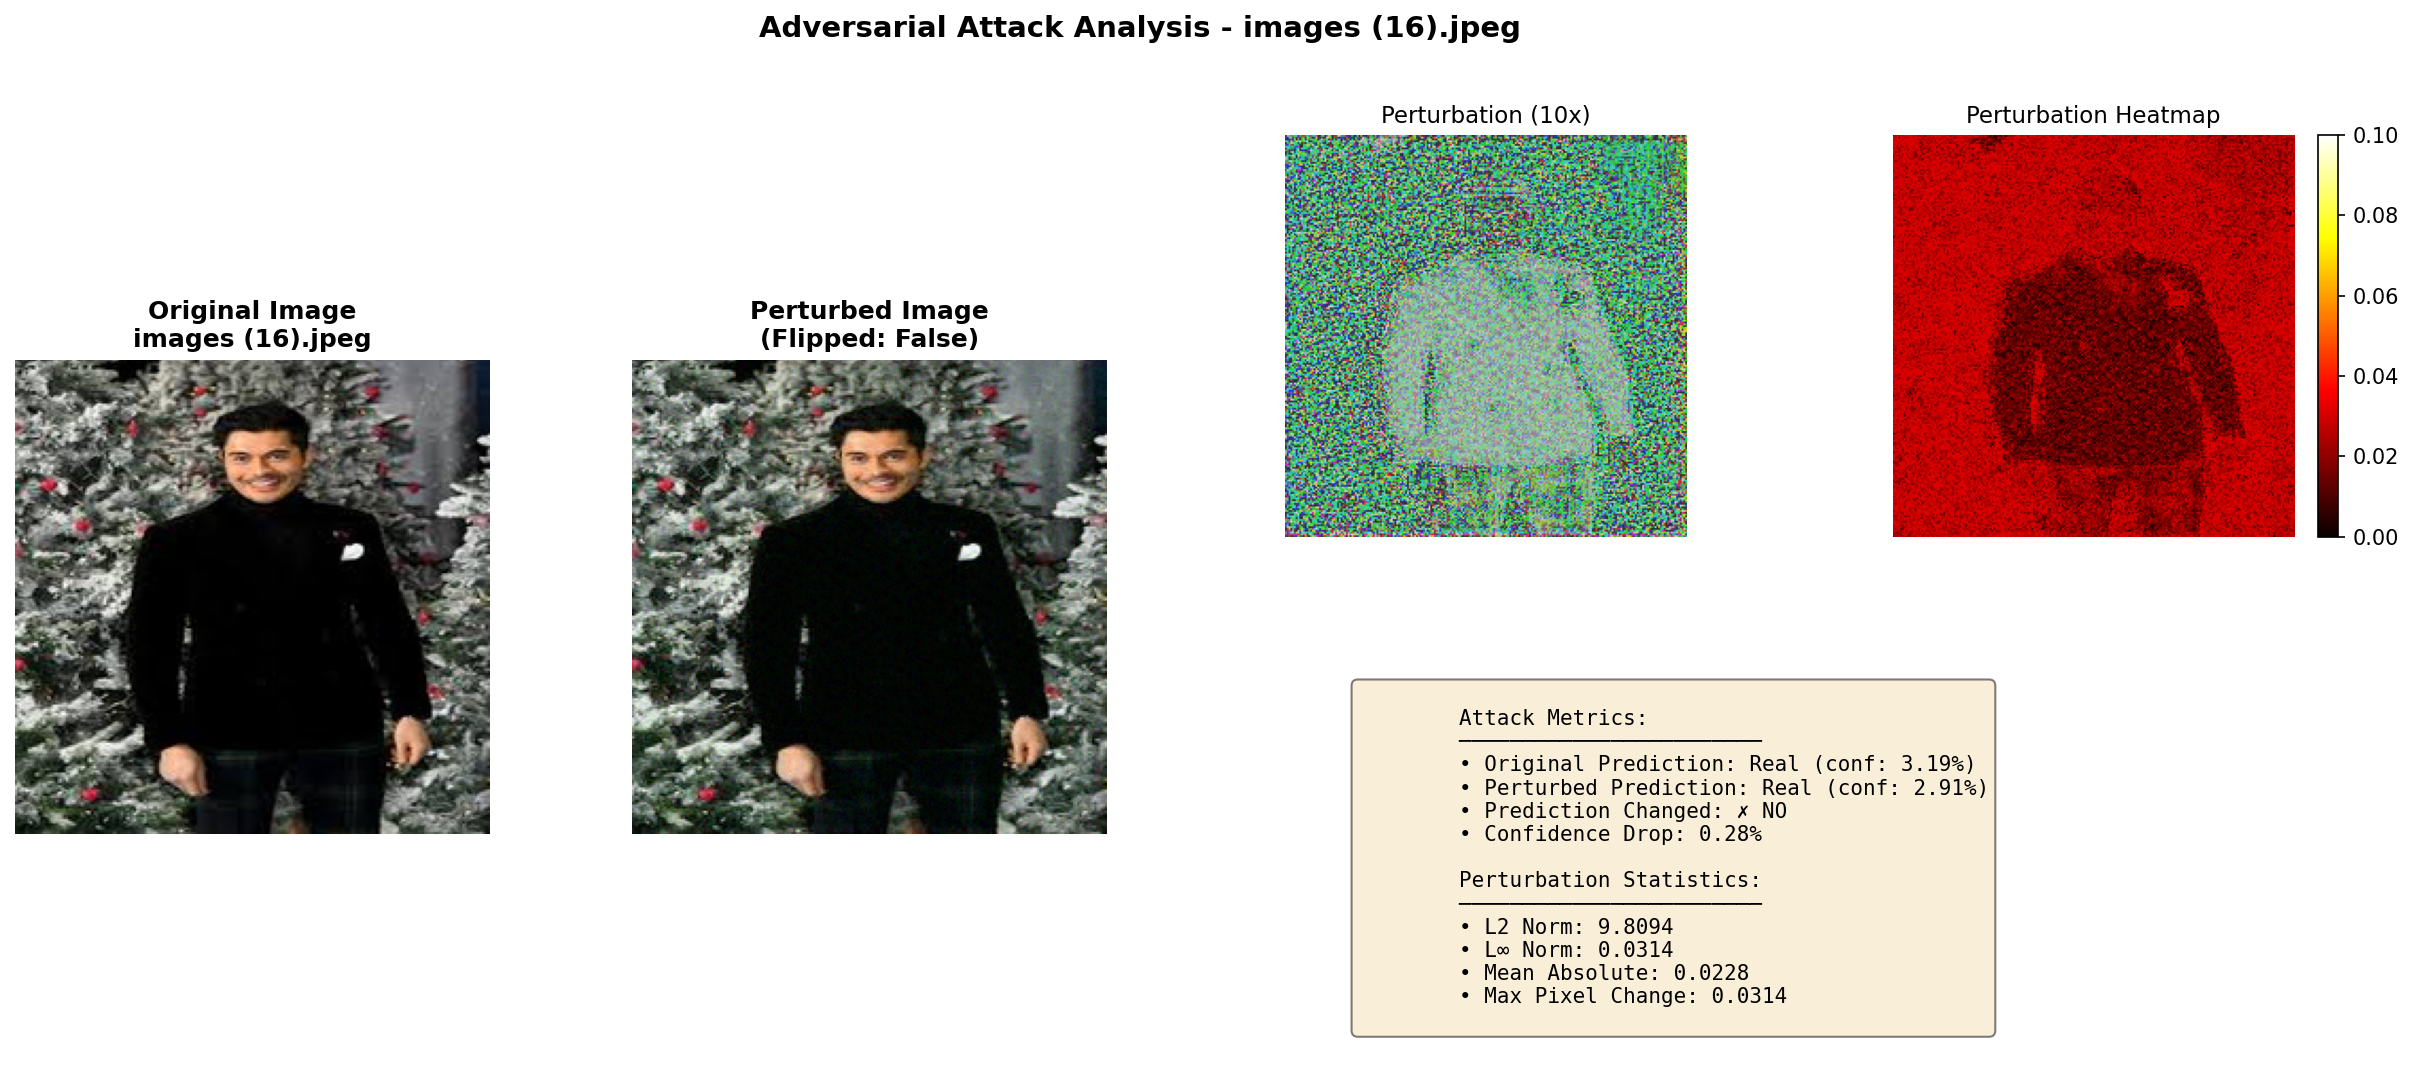 Adversarial Attack Analysis - images (16).jpeg
Original Image
images (16).jpeg
Perturbed Image
(Flipped: False)
Perturbation (10x)
Perturbation Heatmap
0.10
0.08
0.06
0.04
0.02
0.00
Attack Metrics:
• Original Prediction: Real (conf: 3.19%)
• Perturbed Prediction: Real (conf: 2.91%)
• Prediction Changed: ✗ NO
• Confidence Drop: 0.28%
Perturbation Statistics:
• L2 Norm: 9.8094
• L∞ Norm: 0.0314
• Mean Absolute: 0.0228
• Max Pixel Change: 0.0314